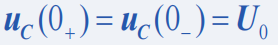 u_C(0_+) = u_C(0_-) = U_0